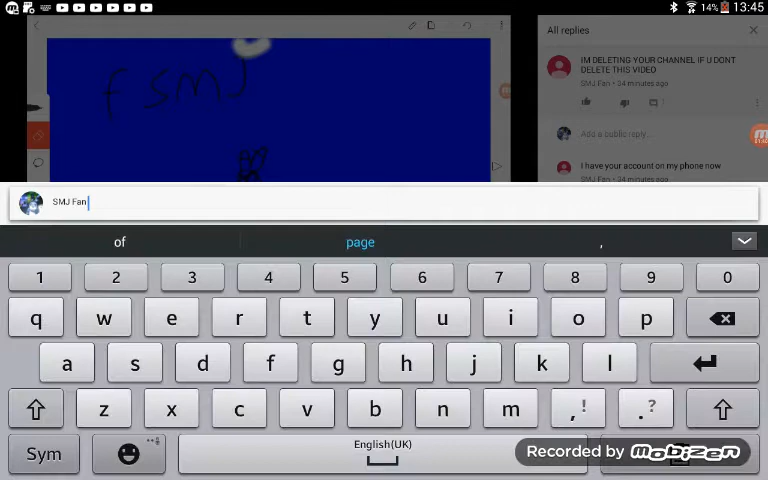 14% 13:45
f SMJ
All replies
IM DELETING YOUR CHANNEL IF U DONT
DELETE THIS VIDEO
SMJ Fan • 34 minutes ago
1
Add a public reply...
I have your account on my phone now
SMJ Fan • 34 minutes ago
SMJ Fan
of page ,
1 2 3 4 5 6 7 8 9 0
q w e r t y u i o p
a s d f g h j k l
z x c v b n m ,! .?
Sym English(UK)
Recorded by mobizen